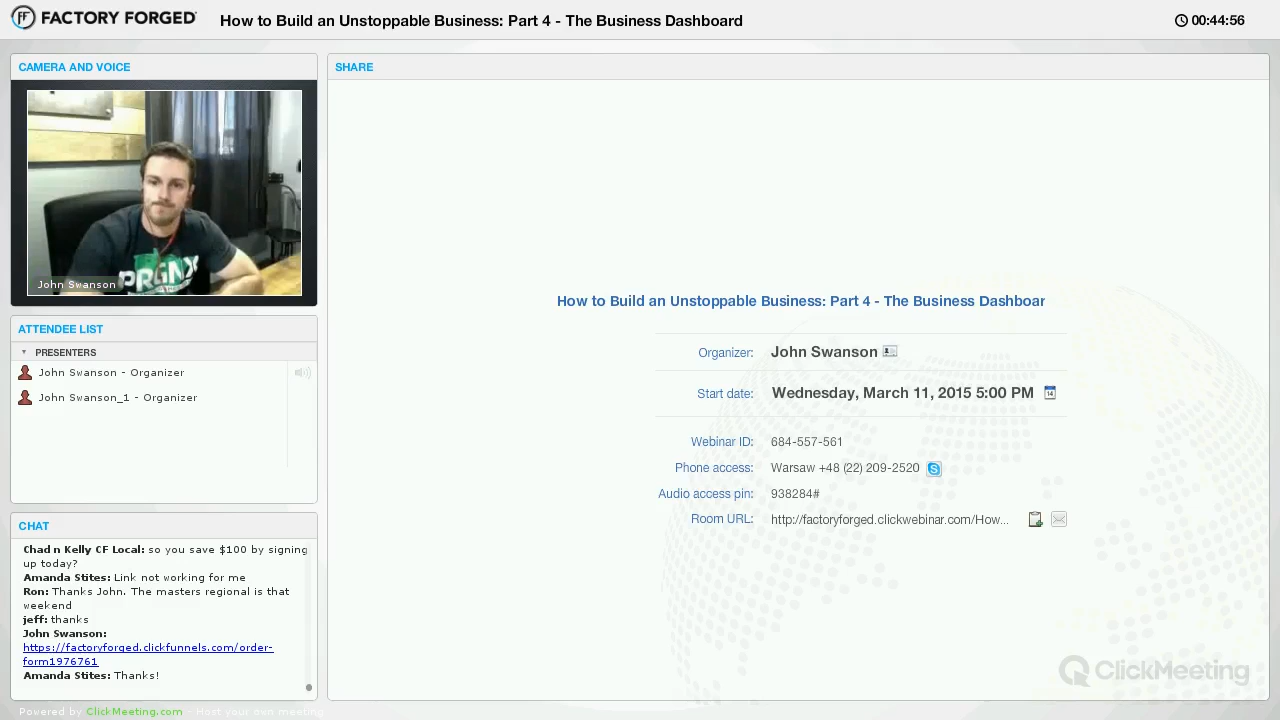 FACTORY FORGED
How to Build an Unstoppable Business: Part 4 - The Business Dashboard
00:44:56
CAMERA AND VOICE
PRGNX
John Swanson
ATTENDEE LIST
PRESENTERS
John Swanson - Organizer
John Swanson_1 - Organizer
CHAT
Chad n Kelly CF Local: so you save $100 by signing
up today?
Amanda Stites: Link not working for me
Ron: Thanks John. The masters regional is that
weekend
jeff: thanks
John Swanson:
https://factoryforged.clickfunnels.com/order-
form1976761
Amanda Stites: Thanks!
Powered by ClickMeeting.com - Host your own meeting
SHARE
How to Build an Unstoppable Business: Part 4 - The Business Dashboar
Organizer: John Swanson
Start date: Wednesday, March 11, 2015 5:00 PM
Webinar ID: 684-557-561
Phone access: Warsaw +48 (22) 209-2520
Audio access pin: 938284#
Room URL: http://factoryforged.clickwebinar.com/How...
ClickMeeting